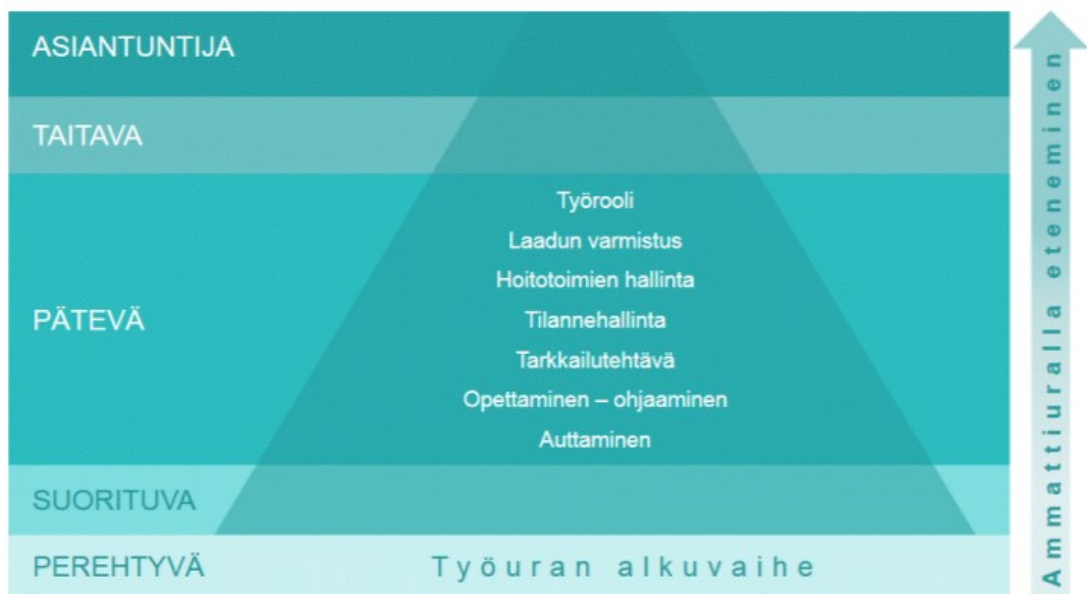 ASIANTUNTIJA
TAITAVA
PÄTEVÄ
Työrooli
Laadun varmistus
Hoitotoimien hallinta
Tilannehallinta
Tarkkailutehtävä
Opettaminen – ohjaaminen
Auttaminen
SUORITUVA
PEREHTYVÄ
Työuran alkuvaihe
Ammattiuralla eteneminen